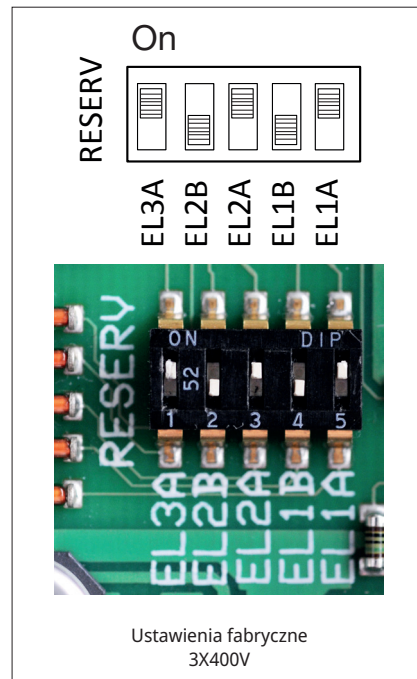 On
RESERV
EL3A
EL2B
EL2A
EL1B
EL1A
ON DIP
52
1 2 3 4 5
RESERV
EL3A
EL2B
EL2A
EL1B
EL1A
Ustawienia fabryczne
3X400V